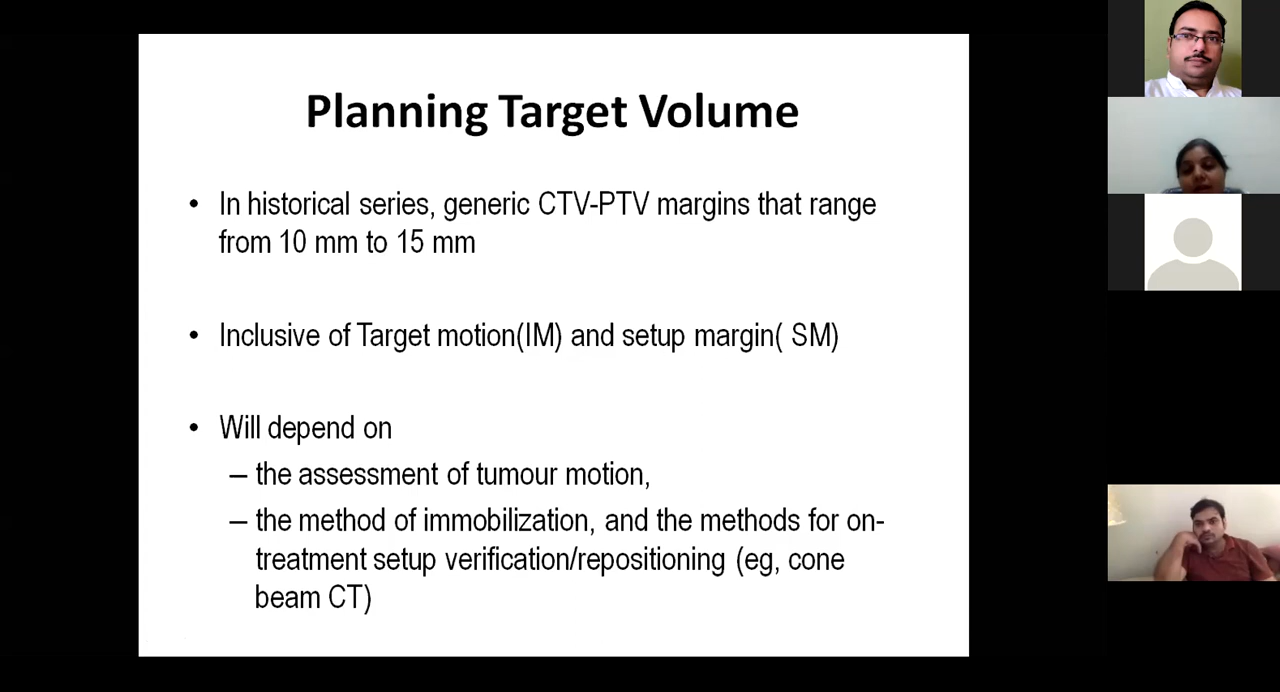 Planning Target Volume
• In historical series, generic CTV-PTV margins that range
from 10 mm to 15 mm
• Inclusive of Target motion(IM) and setup margin( SM)
• Will depend on
– the assessment of tumour motion,
– the method of immobilization, and the methods for on-
treatment setup verification/repositioning (eg, cone
beam CT)